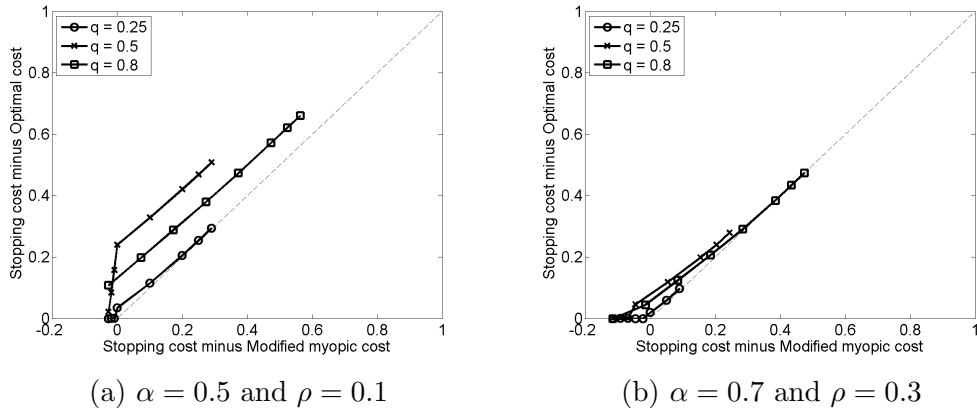 1
0.8
0.6
0.4
0.2
0
-0.2 0 0.2 0.4 0.6 0.8 1
Stopping cost minus Optimal cost
Stopping cost minus Modified myopic cost
q = 0.25
q = 0.5
q = 0.8
(a) α = 0.5 and ρ = 0.1
1
0.8
0.6
0.4
0.2
0
-0.2 0 0.2 0.4 0.6 0.8 1
Stopping cost minus Optimal cost
Stopping cost minus Modified myopic cost
q = 0.25
q = 0.5
q = 0.8
(b) α = 0.7 and ρ = 0.3